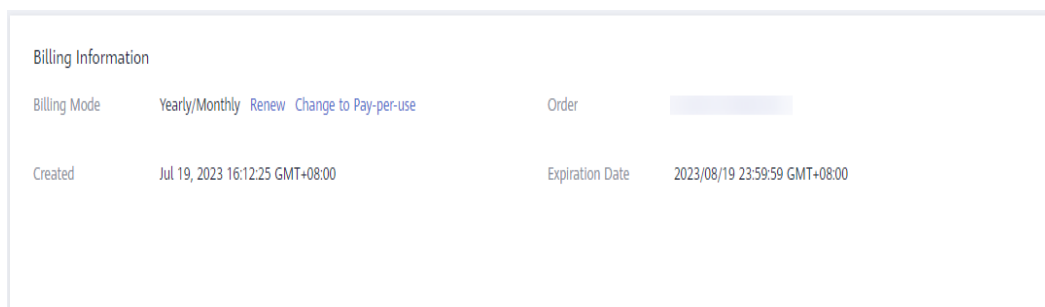 Billing Information
Billing Mode Yearly/Monthly Renew Change to Pay-per-use Order
Created Jul 19, 2023 16:12:25 GMT+08:00 Expiration Date 2023/08/19 23:59:59 GMT+08:00